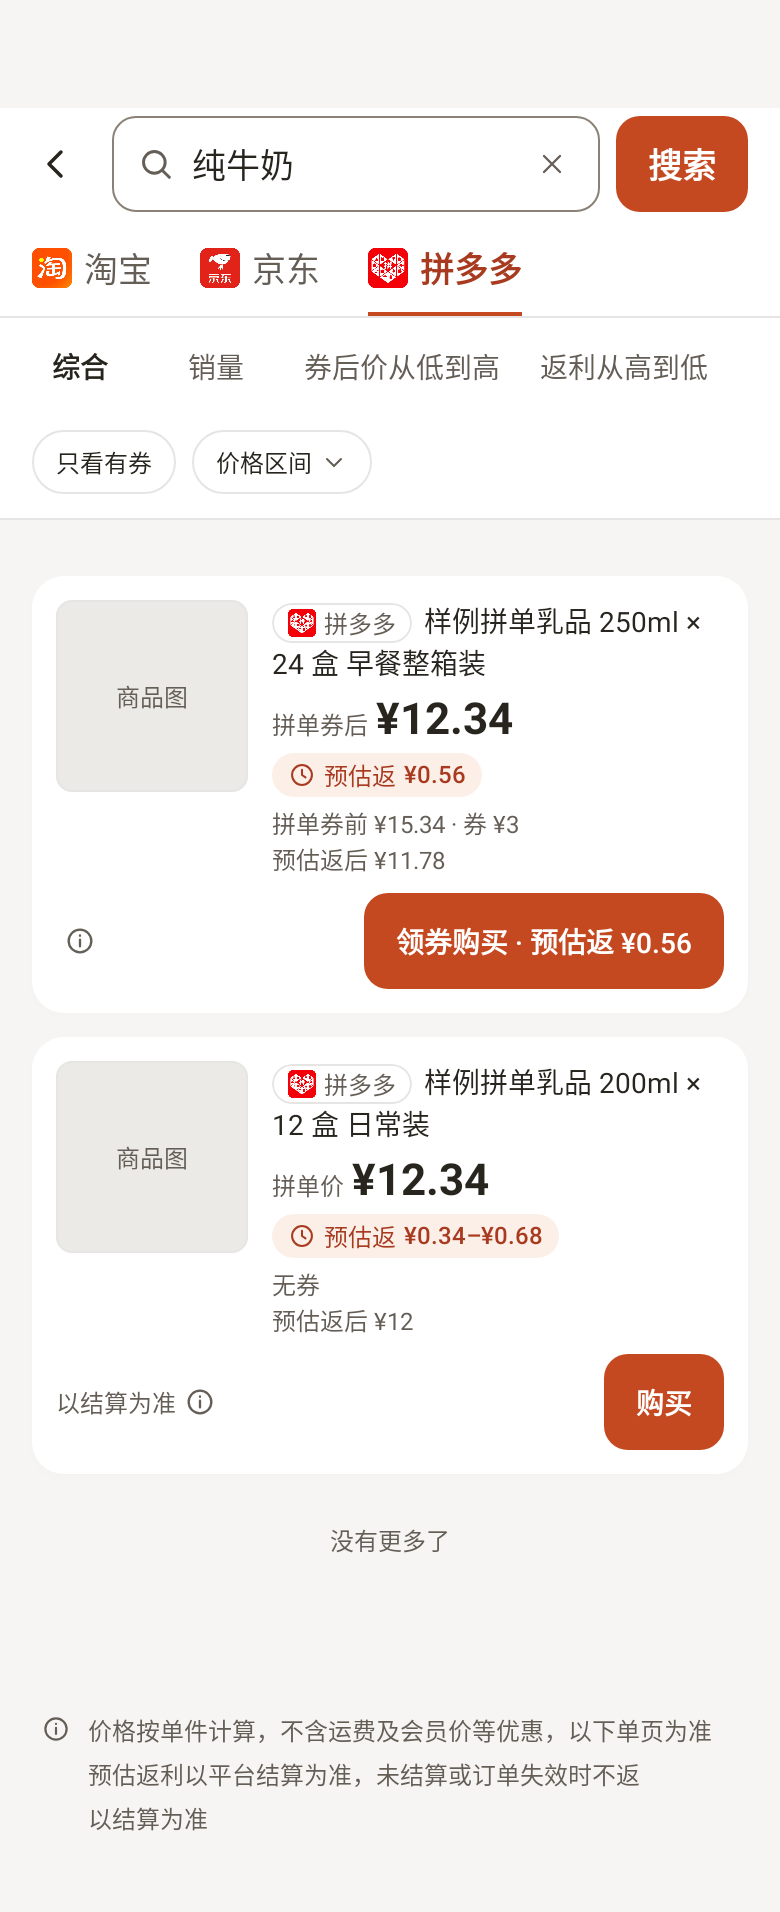 纯牛奶
搜索
淘 淘宝 京东 京东 拼多多
综合 销量 券后价从低到高 返利从高到低
只看有券 价格区间
商品图
拼多多 样例拼单乳品 250ml ×
24 盒 早餐整箱装
拼单券后 ¥12.34
预估返 ¥0.56
拼单券前 ¥15.34 · 券 ¥3
预估返后 ¥11.78
领券购买 · 预估返 ¥0.56
商品图
拼多多 样例拼单乳品 200ml ×
12 盒 日常装
拼单价 ¥12.34
预估返 ¥0.34–¥0.68
无券
预估返后 ¥12
以结算为准
购买
没有更多了
价格按单件计算，不含运费及会员价等优惠，以下单页为准
预估返利以平台结算为准，未结算或订单失效时不返
以结算为准